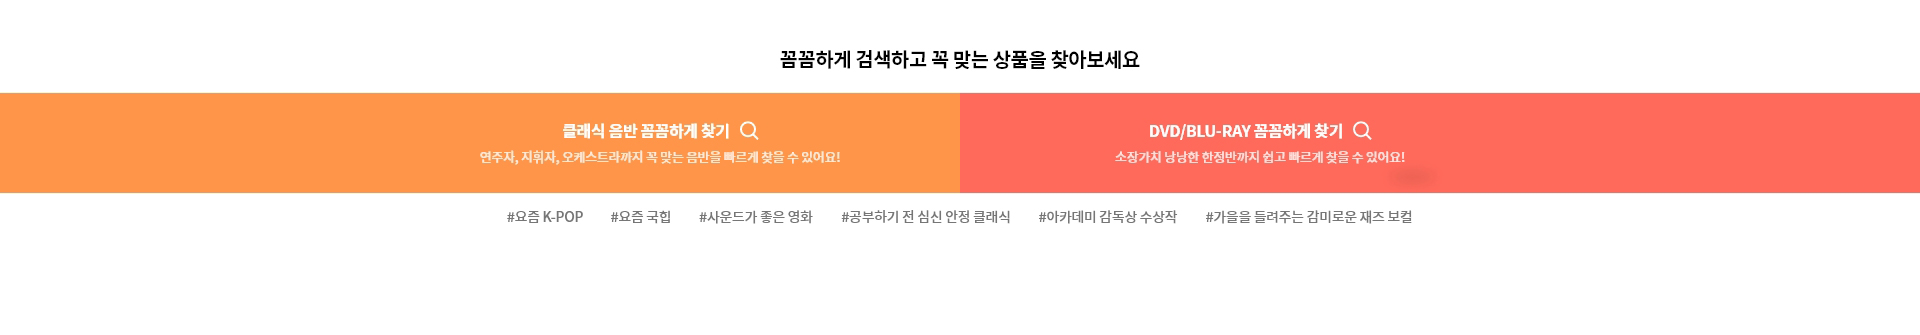 꼼꼼하게 검색하고 꼭 맞는 상품을 찾아보세요
클래식 음반 꼼꼼하게 찾기
연주자, 지휘자, 오케스트라까지 꼭 맞는 음반을 빠르게 찾을 수 있어요!
DVD/BLU-RAY 꼼꼼하게 찾기
소장가치 낭낭한 한정반까지 쉽고 빠르게 찾을 수 있어요!
#요즘 K-POP #요즘 국힙 #사운드가 좋은 영화 #공부하기 전 심신 안정 클래식 #아카데미 감독상 수상작 #가을을 들려주는 감미로운 재즈 보컬